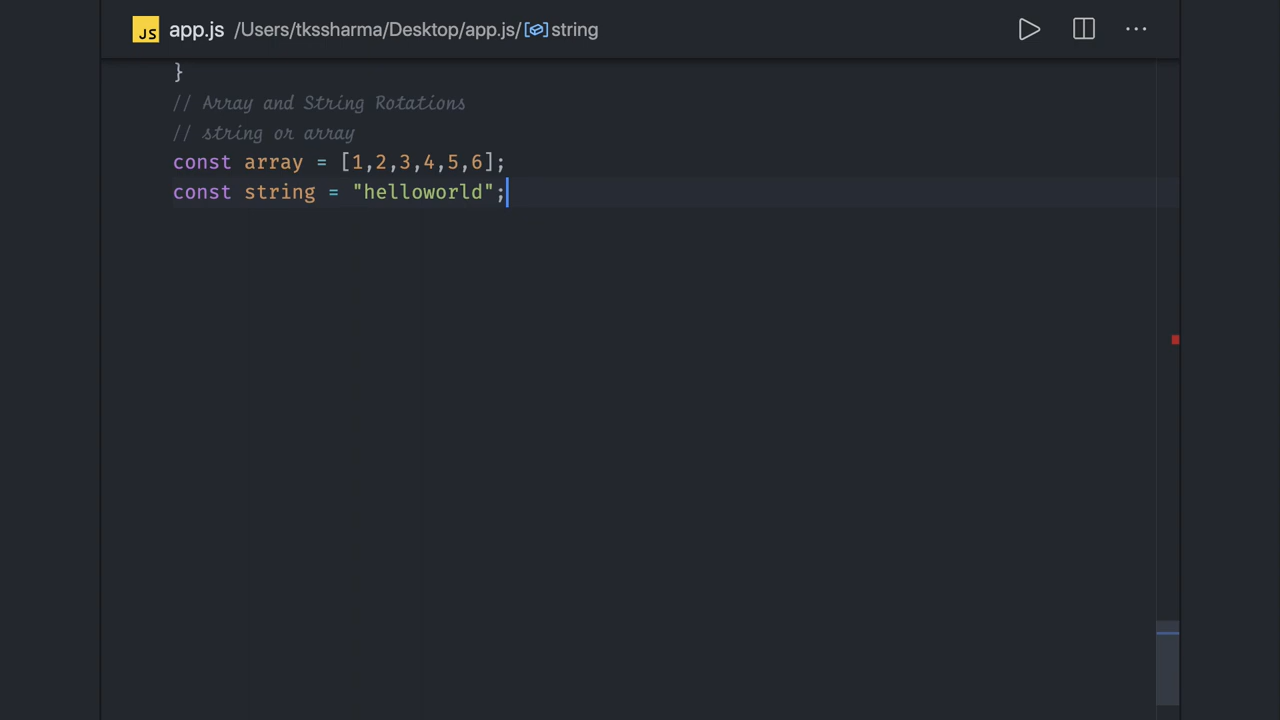 JS app.js /Users/tkssharma/Desktop/app.js/string
}
// Array and String Rotations
// string or array
const array = [1,2,3,4,5,6];
const string = "helloworld";